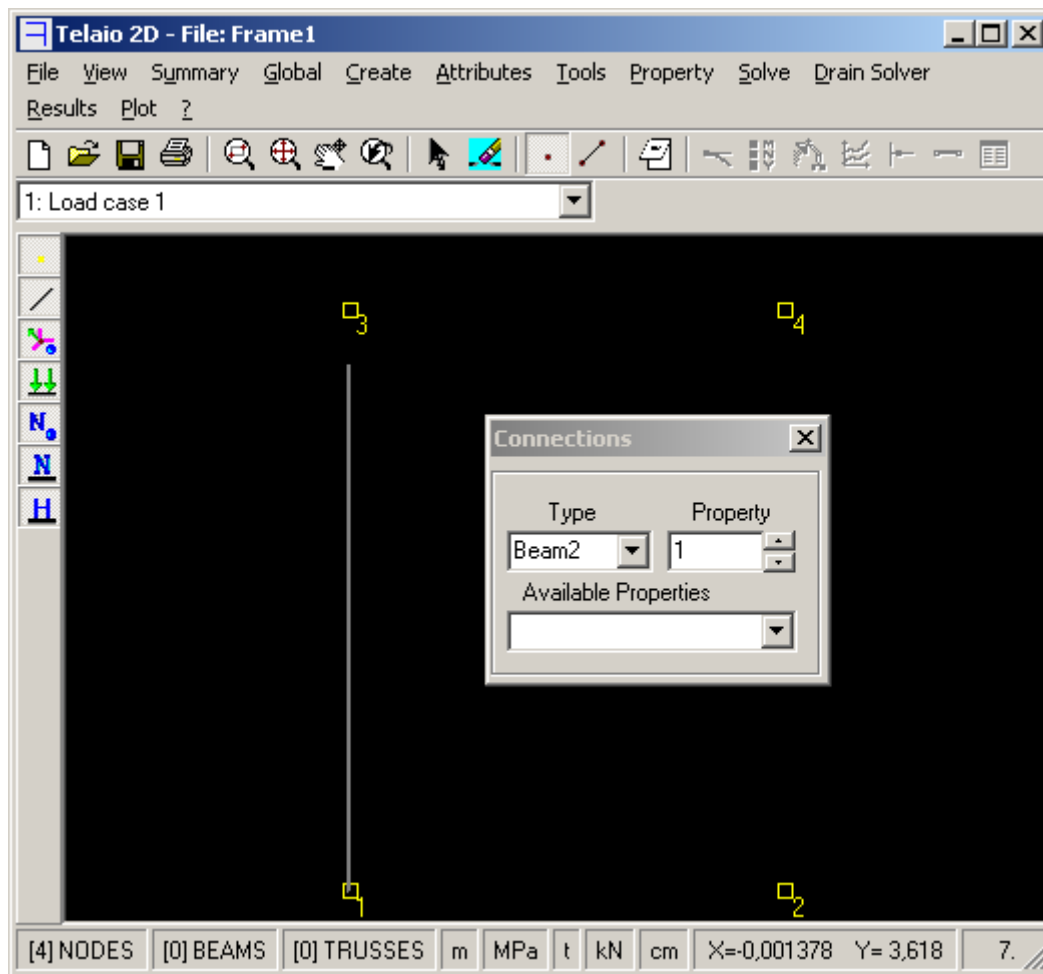 Telaio 2D - File: Frame1
File View Summary Global Create Attributes Tools Property Solve Drain Solver
Results Plot ?
1: Load case 1
3
4
N
N
H
Connections
Type Property
Beam2 1
Available Properties
1
2
[4] NODES [0] BEAMS [0] TRUSSES m MPa t kN cm X=-0,001378 Y= 3,618 7.